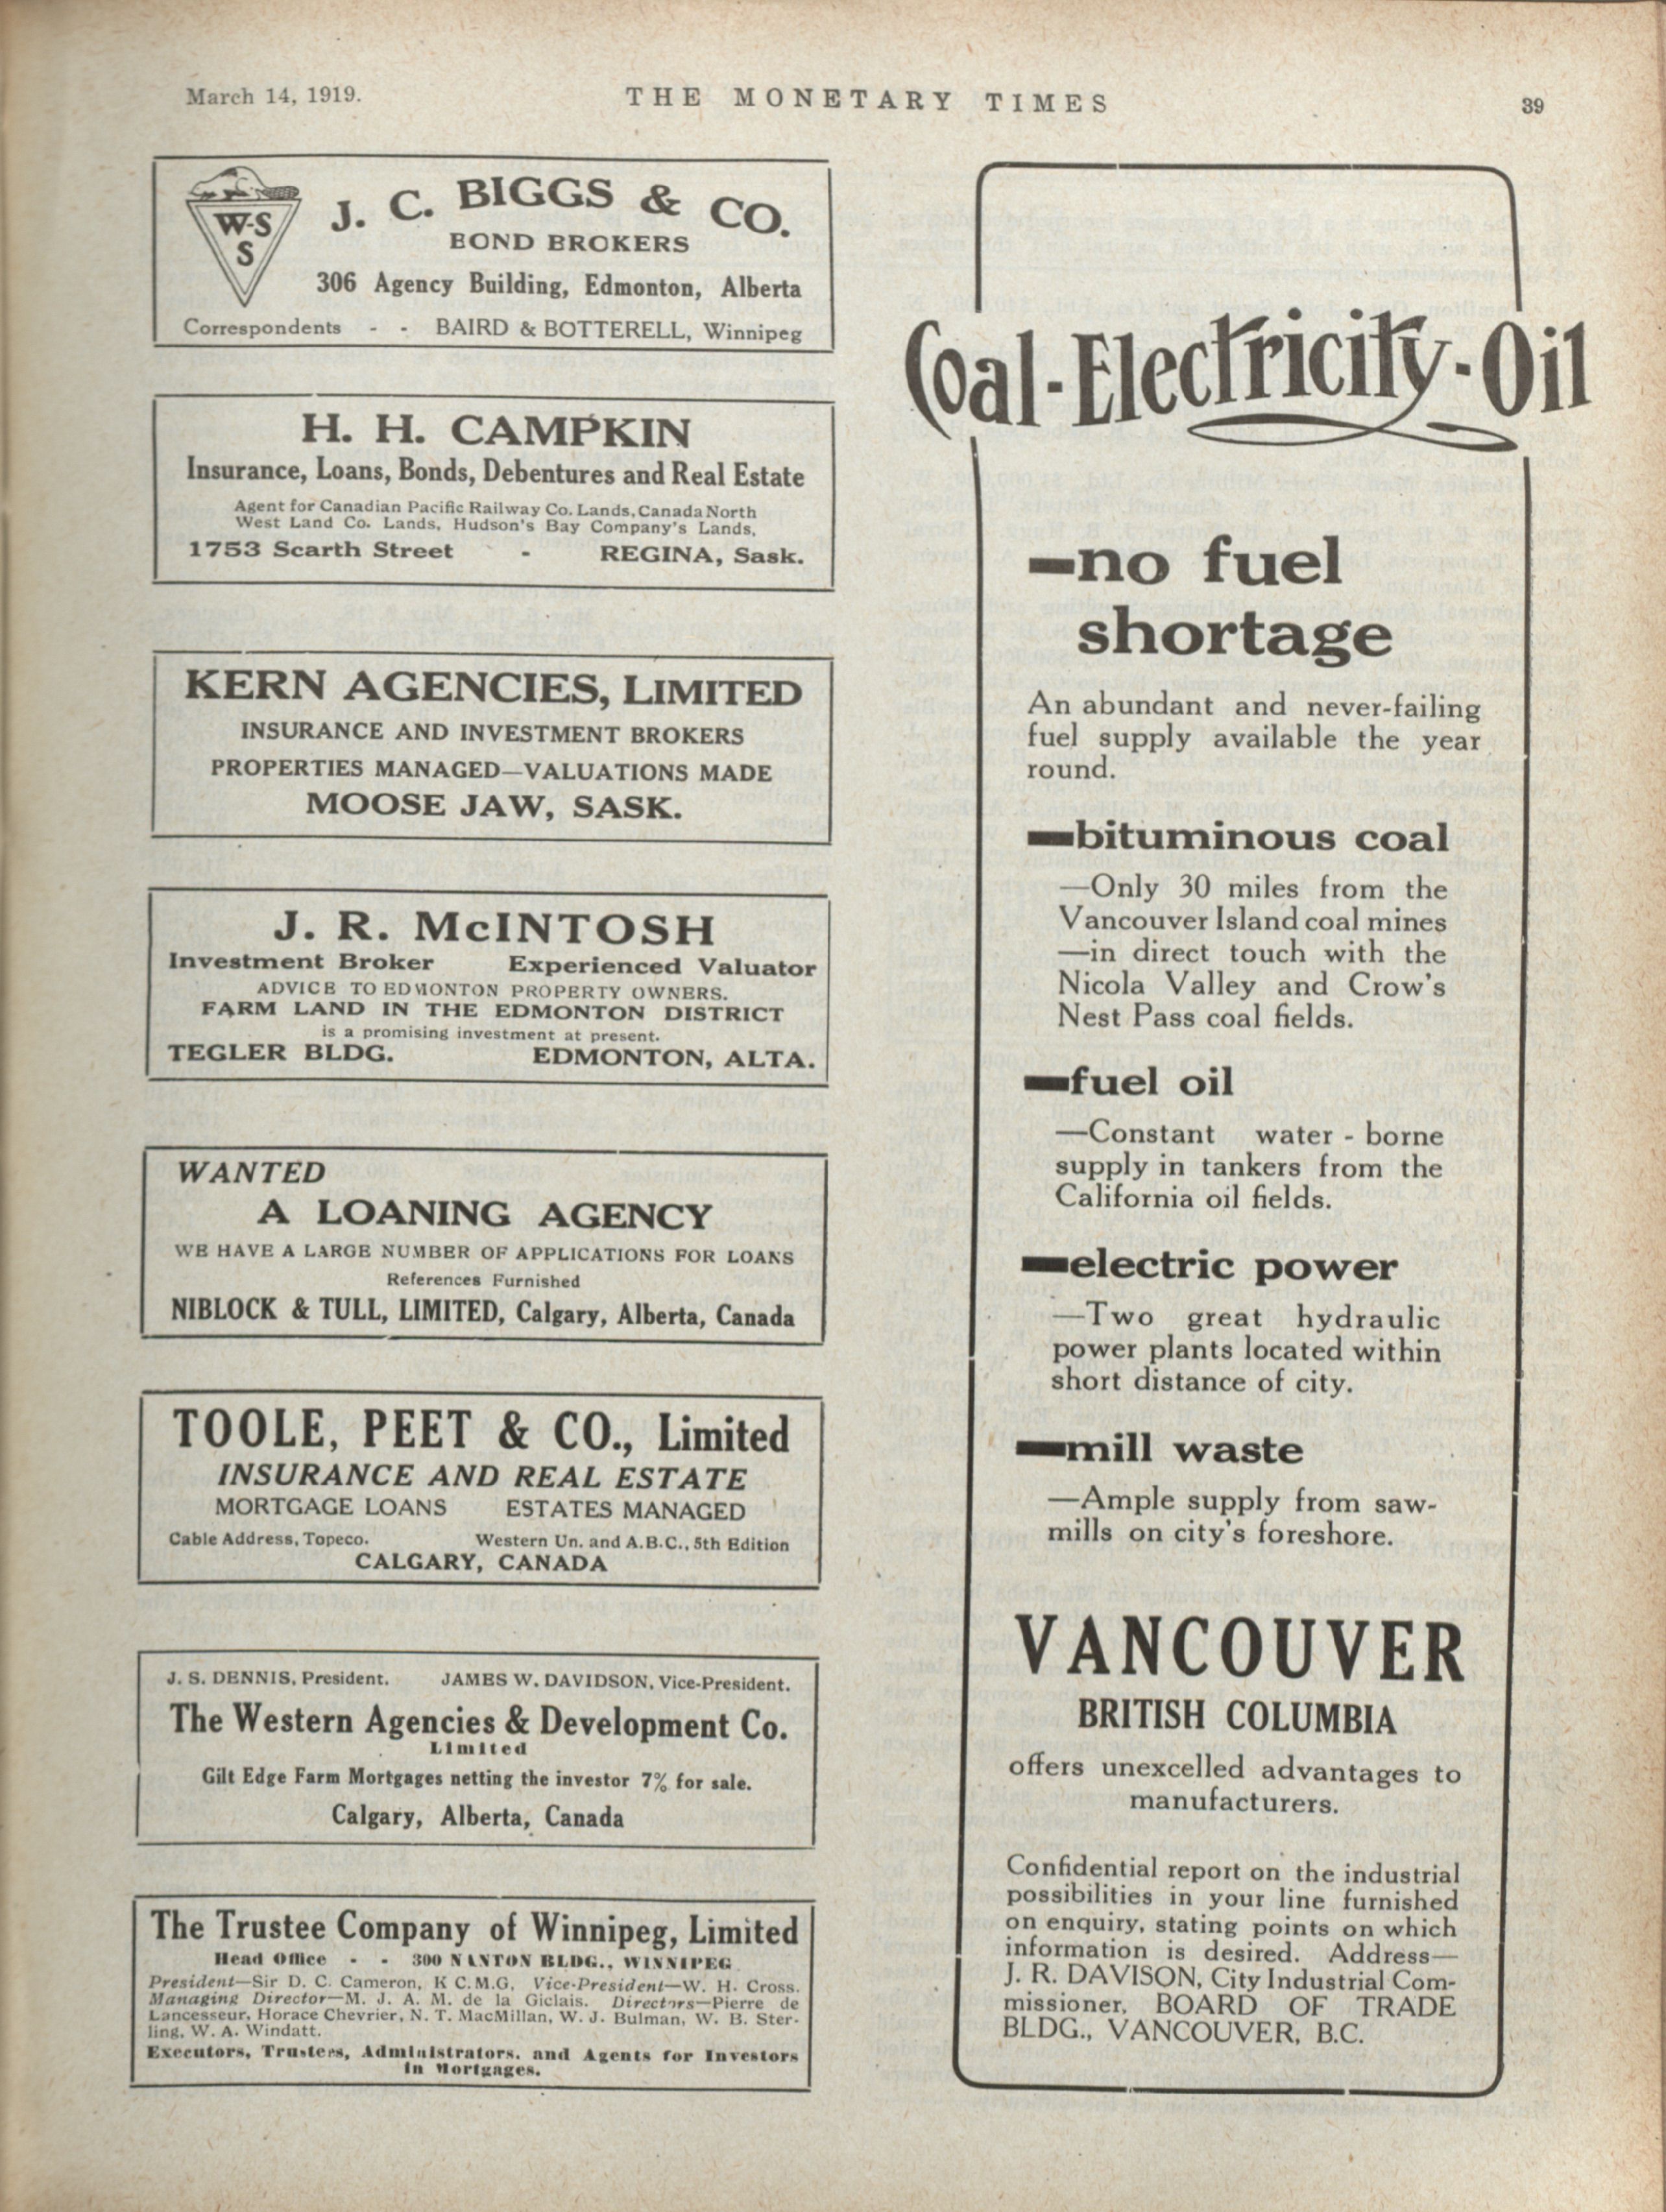 March 14, 1919.
THE MONETARY TIMES
39
W-S
S
J. C. BIGGS & CO.
BOND BROKERS
306 Agency Building, Edmonton, Alberta
Correspondents - - BAIRD & BOTTERELL, Winnipeg
H. H. CAMPKIN
Insurance, Loans, Bonds, Debentures and Real Estate
Agent for Canadian Pacific Railway Co. Lands, Canada North
West Land Co. Lands, Hudson's Bay Company's Lands,
1753 Scarth Street - REGINA, Sask.
KERN AGENCIES, LIMITED
INSURANCE AND INVESTMENT BROKERS
PROPERTIES MANAGED—VALUATIONS MADE
MOOSE JAW, SASK.
J. R. McINTOSH
Investment Broker Experienced Valuator
ADVICE TO EDMONTON PROPERTY OWNERS.
FARM LAND IN THE EDMONTON DISTRICT
is a promising investment at present.
TEGLER BLDG. EDMONTON, ALTA.
WANTED
A LOANING AGENCY
WE HAVE A LARGE NUMBER OF APPLICATIONS FOR LOANS
References Furnished
NIBLOCK & TULL, LIMITED, Calgary, Alberta, Canada
TOOLE, PEET & CO., Limited
INSURANCE AND REAL ESTATE
MORTGAGE LOANS ESTATES MANAGED
Cable Address, Topeco. Western Un. and A.B.C., 5th Edition
CALGARY, CANADA
J. S. DENNIS, President. JAMES W. DAVIDSON, Vice-President.
The Western Agencies & Development Co.
Limited
Gilt Edge Farm Mortgages netting the investor 7% for sale.
Calgary, Alberta, Canada
The Trustee Company of Winnipeg, Limited
Head Office - - 300 NANTON BLDG., WINNIPEG
President—Sir D. C. Cameron, K C.M.G, Vice-President—W. H. Cross.
Managing Director—M. J. A. M. de la Giclais. Directors—Pierre de
Lancesseur, Horace Chevrier, N. T. MacMillan, W. J. Bulman, W. B. Ster-
ling, W. A. Windatt.
Executors, Trustees, Administrators, and Agents for Investors
in Mortgages.
Coal-Electricity-Oil
—no fuel
shortage
An abundant and never-failing
fuel supply available the year
round.
—bituminous coal
—Only 30 miles from the
Vancouver Island coal mines
—in direct touch with the
Nicola Valley and Crow's
Nest Pass coal fields.
—fuel oil
—Constant water-borne
supply in tankers from the
California oil fields.
—electric power
—Two great hydraulic
power plants located within
short distance of city.
—mill waste
—Ample supply from saw-
mills on city's foreshore.
VANCOUVER
BRITISH COLUMBIA
offers unexcelled advantages to
manufacturers.
Confidential report on the industrial
possibilities in your line furnished
on enquiry, stating points on which
information is desired. Address—
J. R. DAVISON, City Industrial Com-
missioner, BOARD OF TRADE
BLDG., VANCOUVER, B.C.